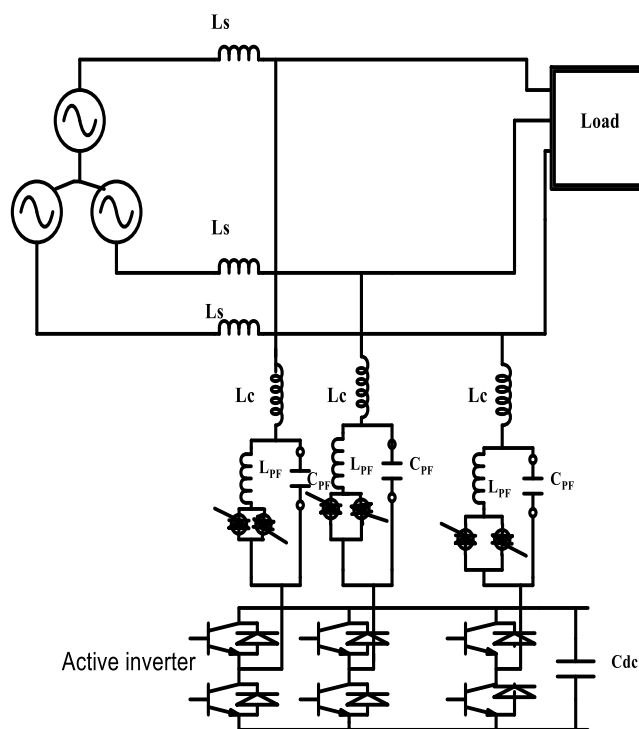 Ls
Load
Ls
Ls
Lc
Lc
Lc
LPF
CPF
LPF
CPF
LPF
CPF
Active inverter
Cdc